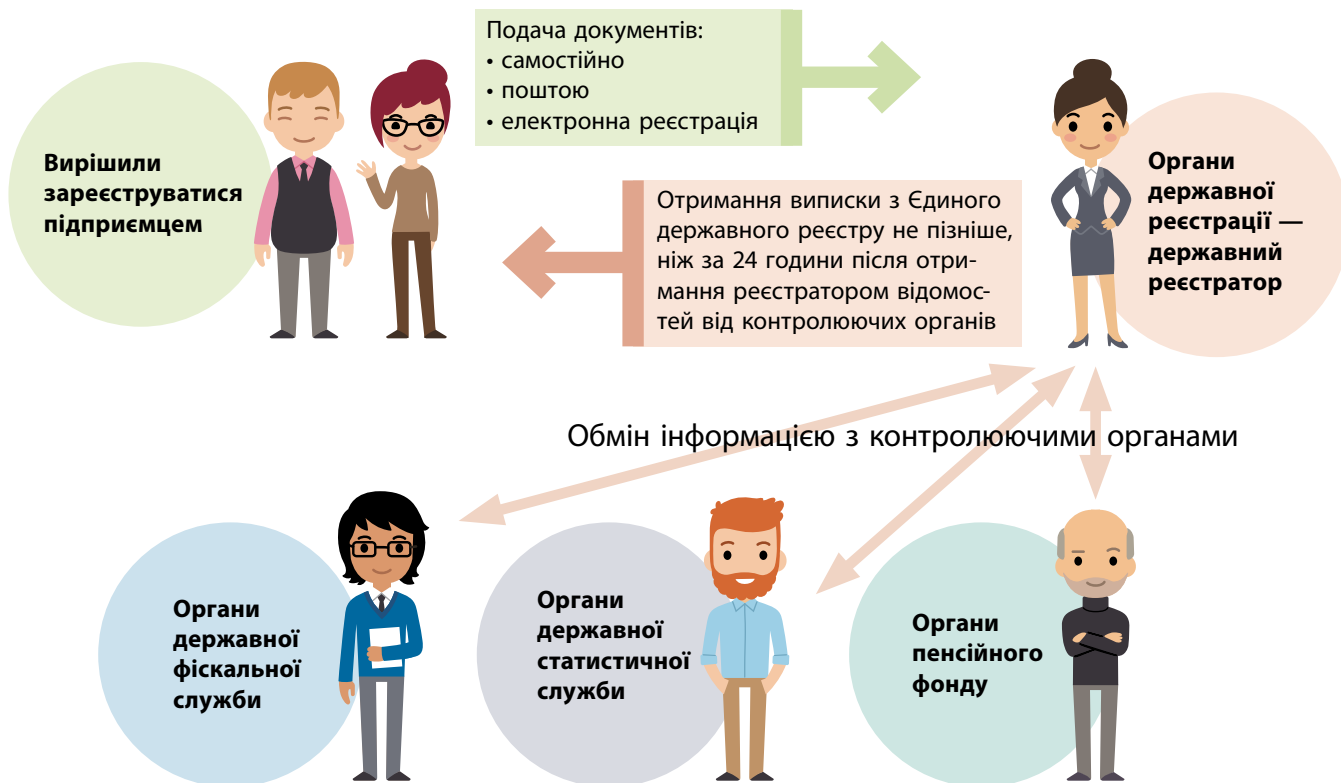 Подача документів:
• самостійно
• поштою
• електронна реєстрація
Вирішили
зареєструватися
підприємцем
Отримання виписки з Єдиного
державного реєстру не пізніше,
ніж за 24 години після отри-
мання реєстратором відомос-
тей від контролюючих органів
Органи
державної
реєстрації —
державний
реєстратор
Обмін інформацією з контролюючими органами
Органи
державної
фіскальної
служби
Органи
державної
статистичної
служби
Органи
пенсійного
фонду